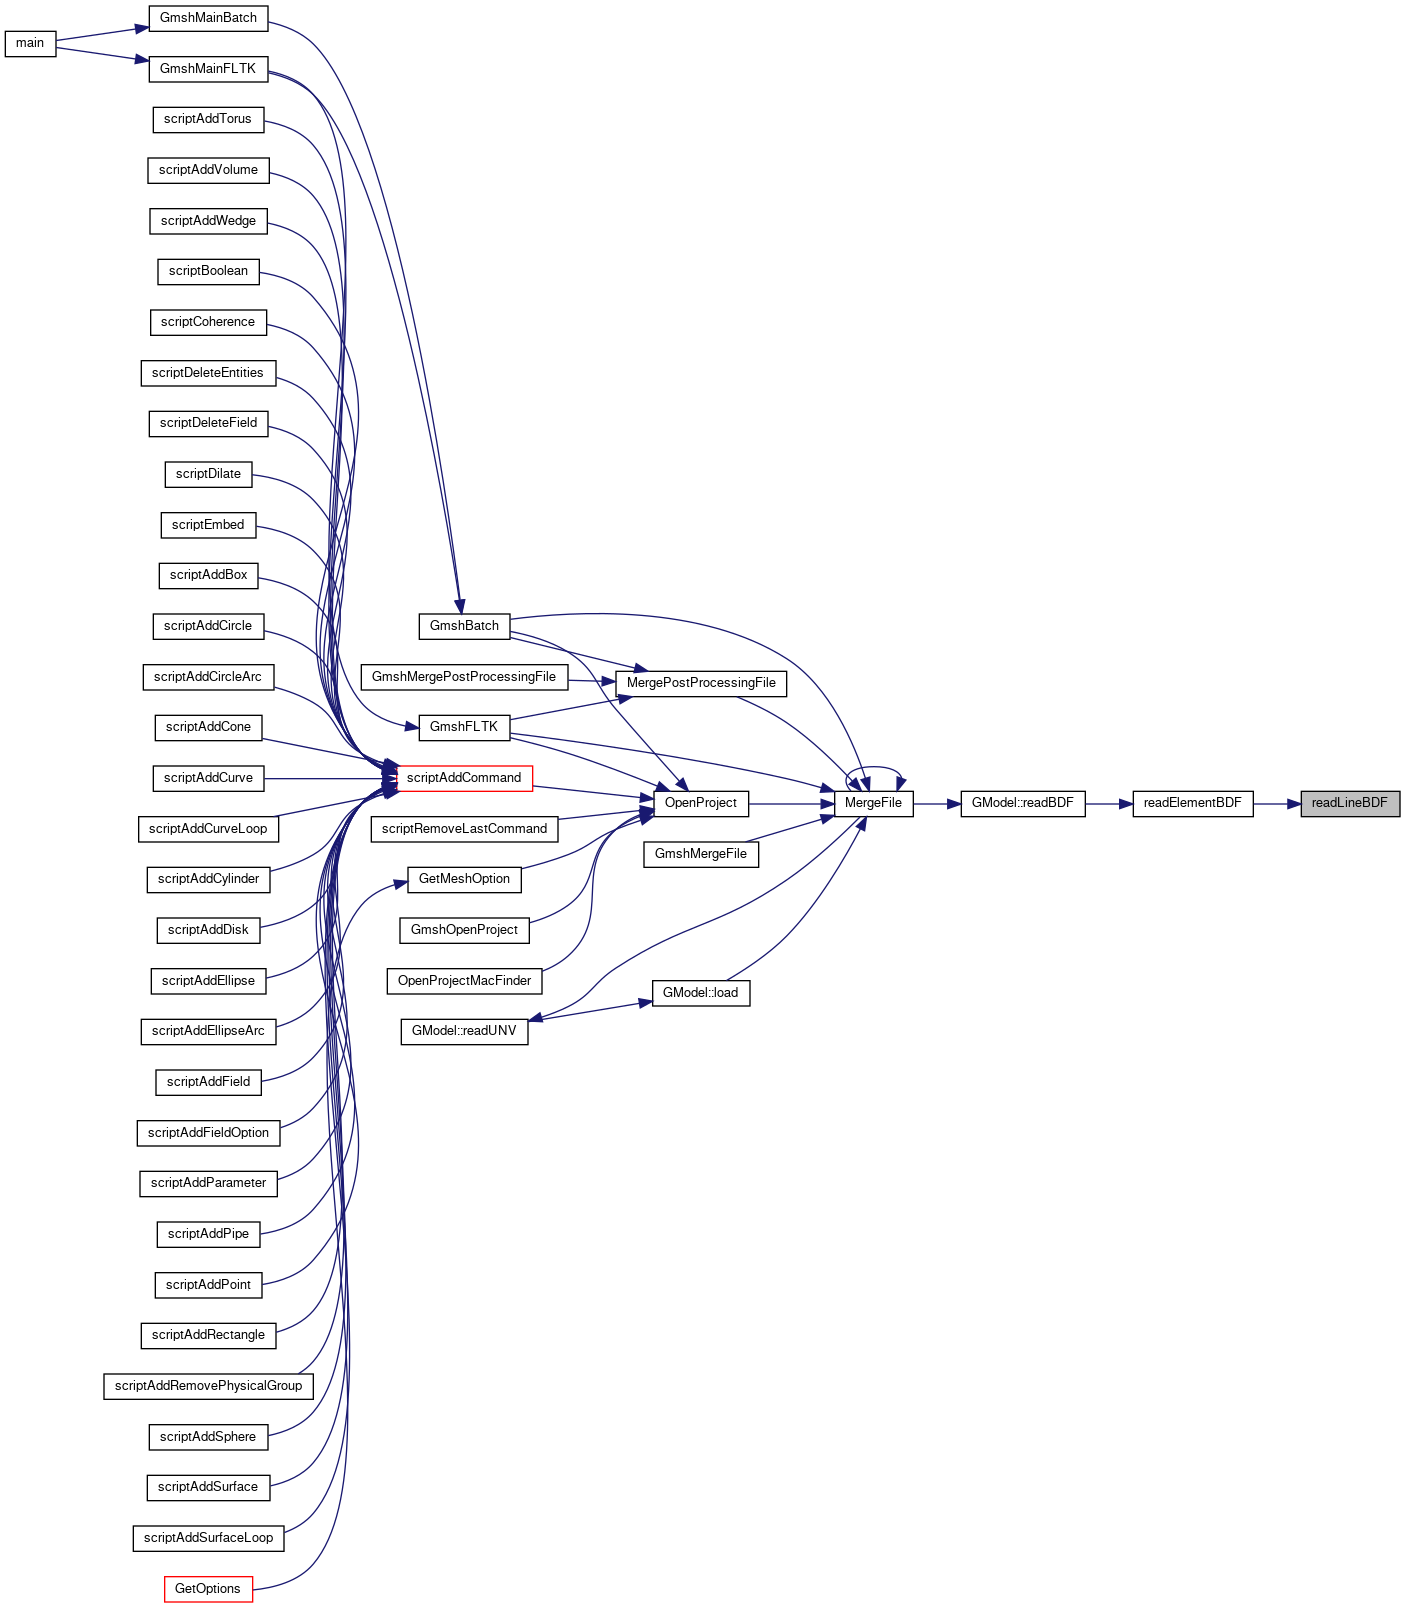 main
GmshMainBatch
GmshMainFLTK
scriptAddTorus
scriptAddVolume
scriptAddWedge
scriptBoolean
scriptCoherence
scriptDeleteEntities
scriptDeleteField
scriptDilate
scriptEmbed
scriptAddBox
scriptAddCircle
scriptAddCircleArc
scriptAddCone
scriptAddCurve
scriptAddCurveLoop
scriptAddCylinder
scriptAddDisk
scriptAddEllipse
scriptAddEllipseArc
scriptAddField
scriptAddFieldOption
scriptAddParameter
scriptAddPipe
scriptAddPoint
scriptAddRectangle
scriptAddRemovePhysicalGroup
scriptAddSphere
scriptAddSurface
scriptAddSurfaceLoop
GetOptions
GmshBatch
GmshMergePostProcessingFile
GmshFLTK
scriptAddCommand
scriptRemoveLastCommand
GetMeshOption
GmshOpenProject
OpenProjectMacFinder
GModel::readUNV
MergePostProcessingFile
OpenProject
GmshMergeFile
GModel::load
MergeFile
GModel::readBDF
readElementBDF
readLineBDF